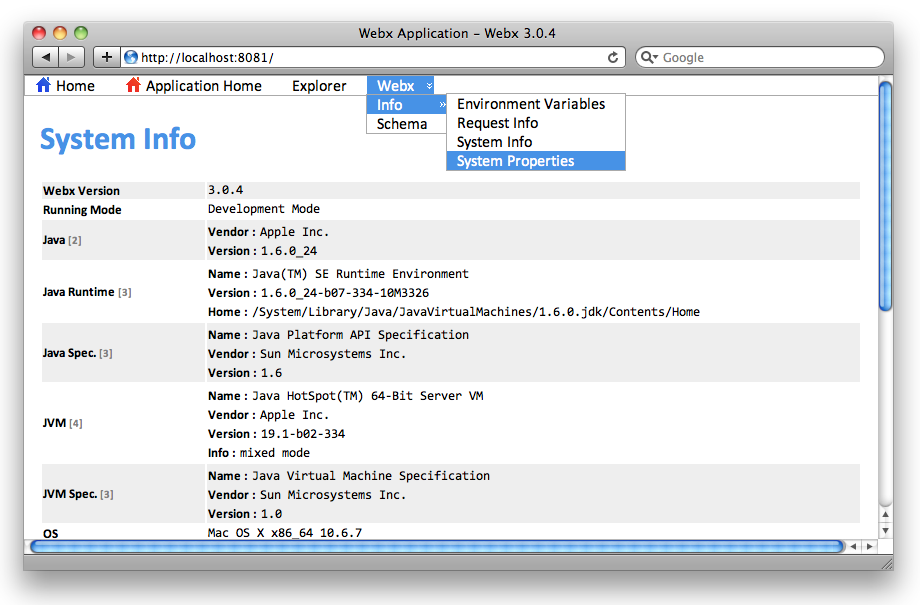 Webx Application – Webx 3.0.4
http://localhost:8081/
Google
Home Application Home Explorer Webx
Info
Schema
Environment Variables
Request Info
System Info
System Properties
System Info
Webx Version 3.0.4
Running Mode Development Mode
Java [2]
Vendor : Apple Inc.
Version : 1.6.0_24
Java Runtime [3]
Name : Java(TM) SE Runtime Environment
Version : 1.6.0_24-b07-334-10M3326
Home : /System/Library/Java/JavaVirtualMachines/1.6.0.jdk/Contents/Home
Java Spec. [3]
Name : Java Platform API Specification
Vendor : Sun Microsystems Inc.
Version : 1.6
JVM [4]
Name : Java HotSpot(TM) 64-Bit Server VM
Vendor : Apple Inc.
Version : 19.1-b02-334
Info : mixed mode
JVM Spec. [3]
Name : Java Virtual Machine Specification
Vendor : Sun Microsystems Inc.
Version : 1.0
OS Mac OS X x86_64 10.6.7